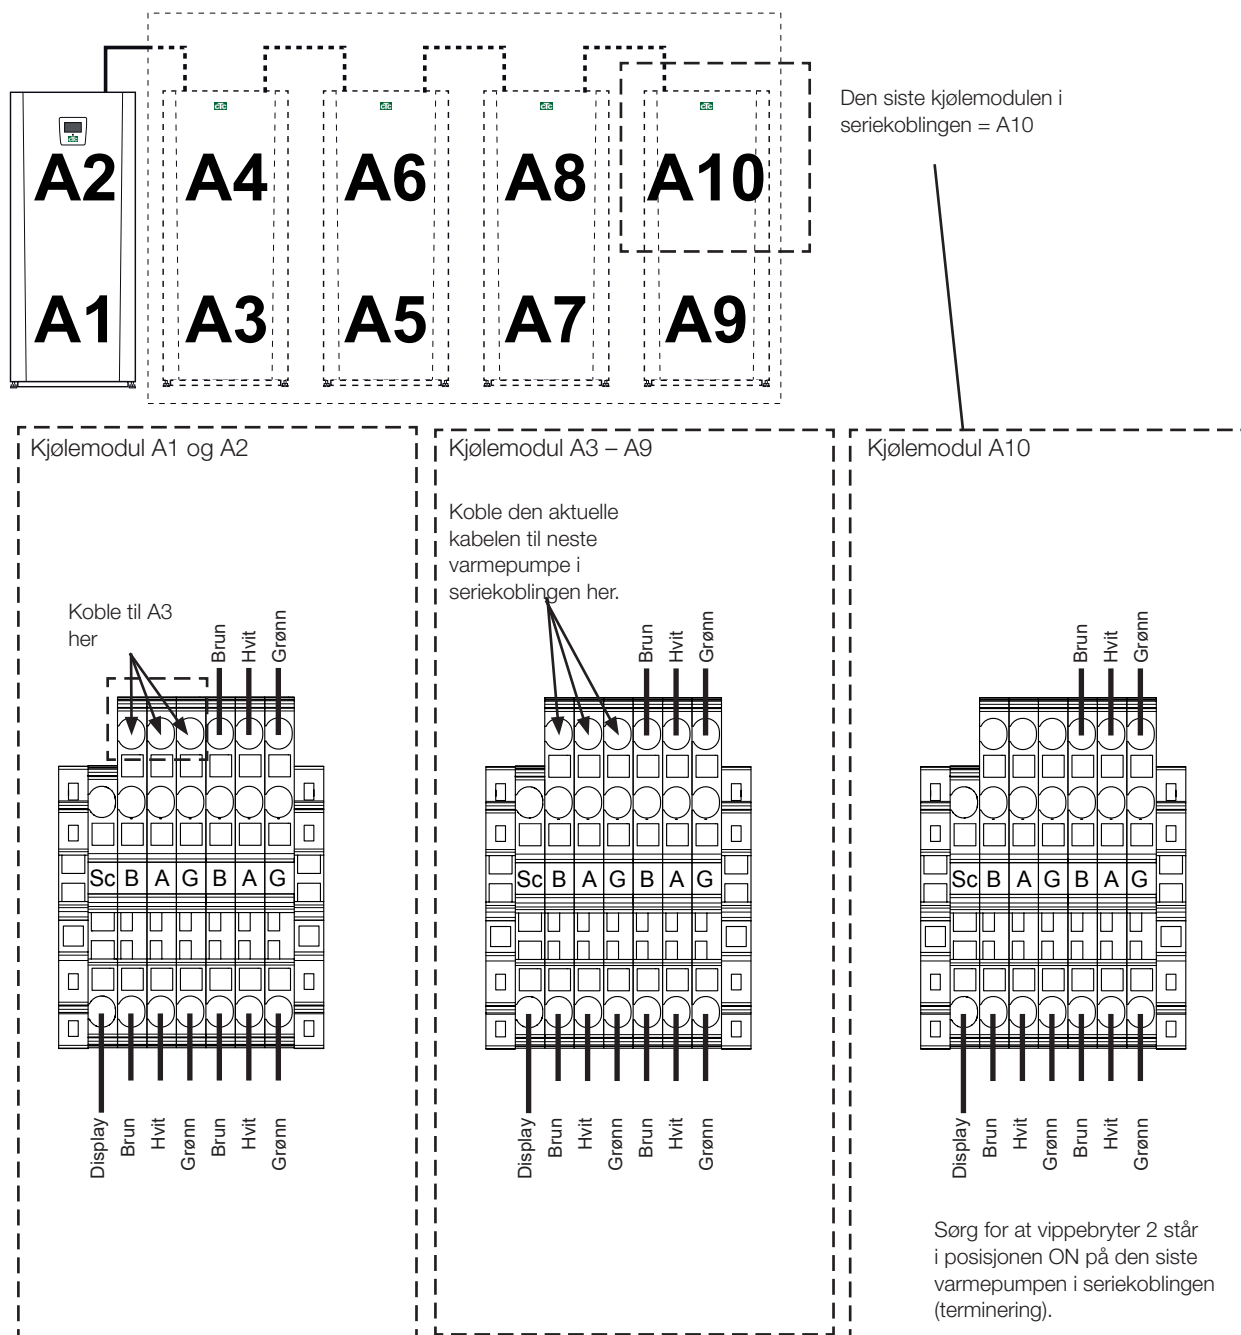 A2 A4 A6 A8 A10
A1 A3 A5 A7 A9
Den siste kjølemodulen i
seriekoblingen = A10
Kjølemodul A1 og A2
Koble til A3
her
Brun
Hvit
Grønn
Sc B A G B A G
Display
Brun
Hvit
Grønn
Brun
Hvit
Grønn
Kjølemodul A3 – A9
Koble den aktuelle
kabelen til neste
varmepumpe i
seriekoblingen her.
Brun
Hvit
Grønn
Sc B A G B A G
Display
Brun
Hvit
Grønn
Brun
Hvit
Grønn
Kjølemodul A10
Brun
Hvit
Grønn
Sc B A G B A G
Display
Brun
Hvit
Grønn
Brun
Hvit
Grønn
Sørg for at vippebryter 2 står
i posisjonen ON på den siste
varmepumpen i seriekoblingen
(terminering).